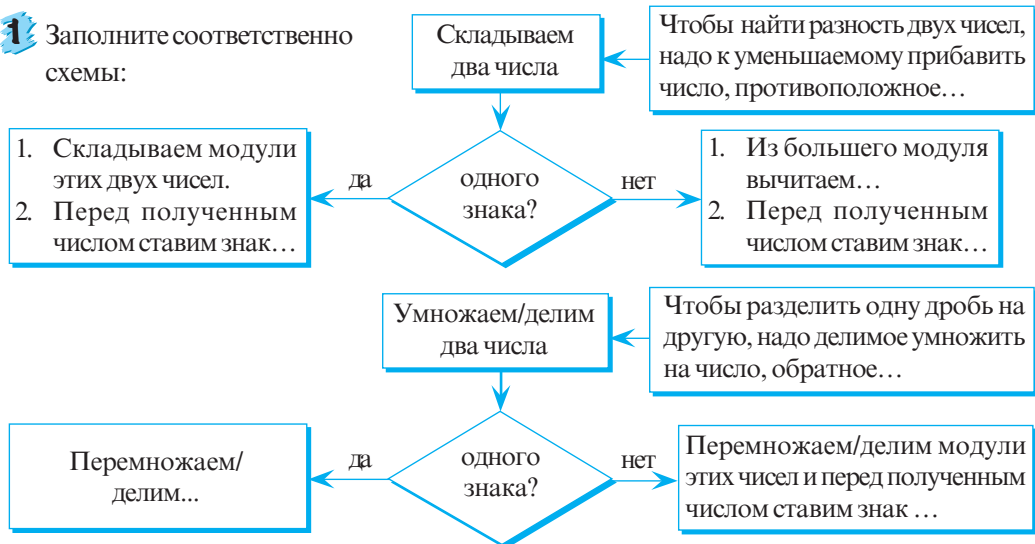 1 Заполните соответственно
схемы:
Складываем
два числа
Чтобы найти разность двух чисел,
надо к уменьшаемому прибавить
число, противоположное…
1. Складываем модули
этих двух чисел.
2. Перед полученным
числом ставим знак…
да
одного
знака?
нет
1. Из большего модуля
вычитаем…
2. Перед полученным
числом ставим знак…
Умножаем/делим
два числа
Чтобы разделить одну дробь на
другую, надо делимое умножить
на число, обратное…
Перемножаем/
делим...
да
одного
знака?
нет
Перемножаем/делим модули
этих чисел и перед полученным
числом ставим знак …